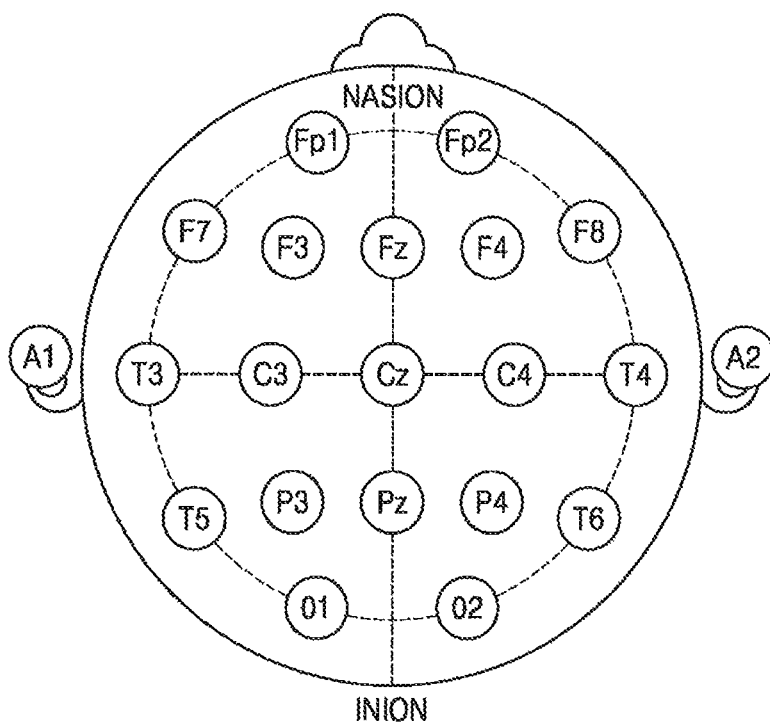 NASION
Fp1 Fp2
F7 F3 Fz F4 F8
A1 T3 C3 Cz C4 T4 A2
T5 P3 Pz P4 T6
01 02
INION